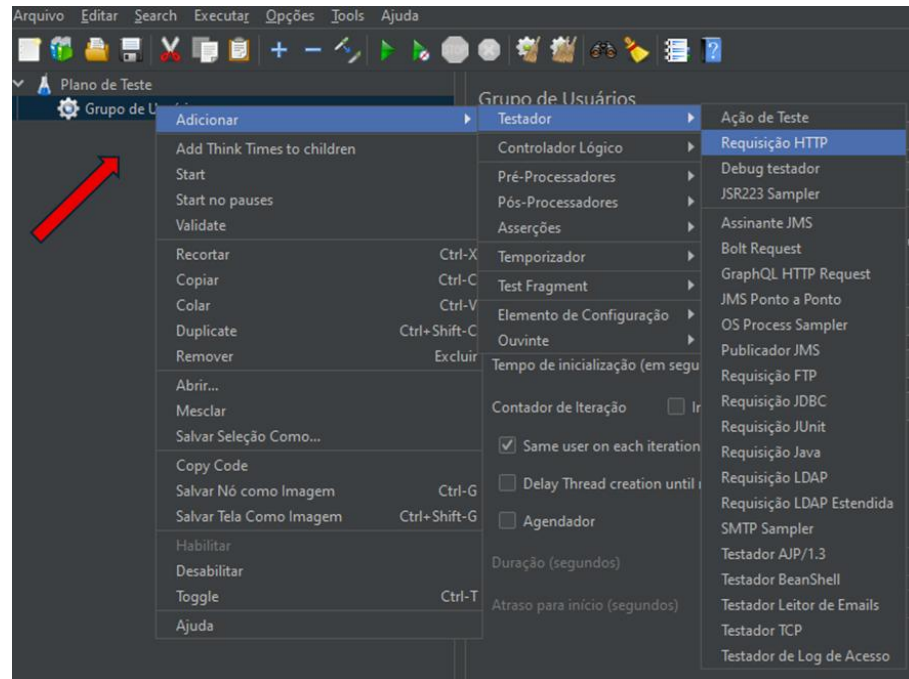 Arquivo Editar Search Executar Opções Tools Ajuda
STOP
Plano de Teste
Grupo de
Grupo de Usuários
Adicionar
Add Think Times to children
Start
Start no pauses
Validate
Recortar Ctrl-X
Copiar Ctrl-C
Colar Ctrl-V
Duplicate Ctrl+Shift-C
Remover Excluir
Abrir...
Mesclar
Salvar Seleção Como...
Copy Code
Salvar Nó como Imagem Ctrl-G
Salvar Tela Como Imagem Ctrl+Shift-G
Habilitar
Desabilitar
Toggle Ctrl-T
Ajuda
Testador
Controlador Lógico
Pré-Processadores
Pós-Processadores
Asserções
Temporizador
Test Fragment
Elemento de Configuração
Ouvinte
Tempo de inicialização (em segu
Contador de Iteração
Same user on each iteration
Delay Thread creation until
Agendador
Duração (segundos)
Atraso para início (segundos)
Ação de Teste
Requisição HTTP
Debug testador
JSR223 Sampler
Assinante JMS
Bolt Request
GraphQL HTTP Request
JMS Ponto a Ponto
OS Process Sampler
Publicador JMS
Requisição FTP
Requisição JDBC
Requisição JUnit
Requisição Java
Requisição LDAP
Requisição LDAP Estendida
SMTP Sampler
Testador AJP/1.3
Testador BeanShell
Testador Leitor de Emails
Testador TCP
Testador de Log de Acesso